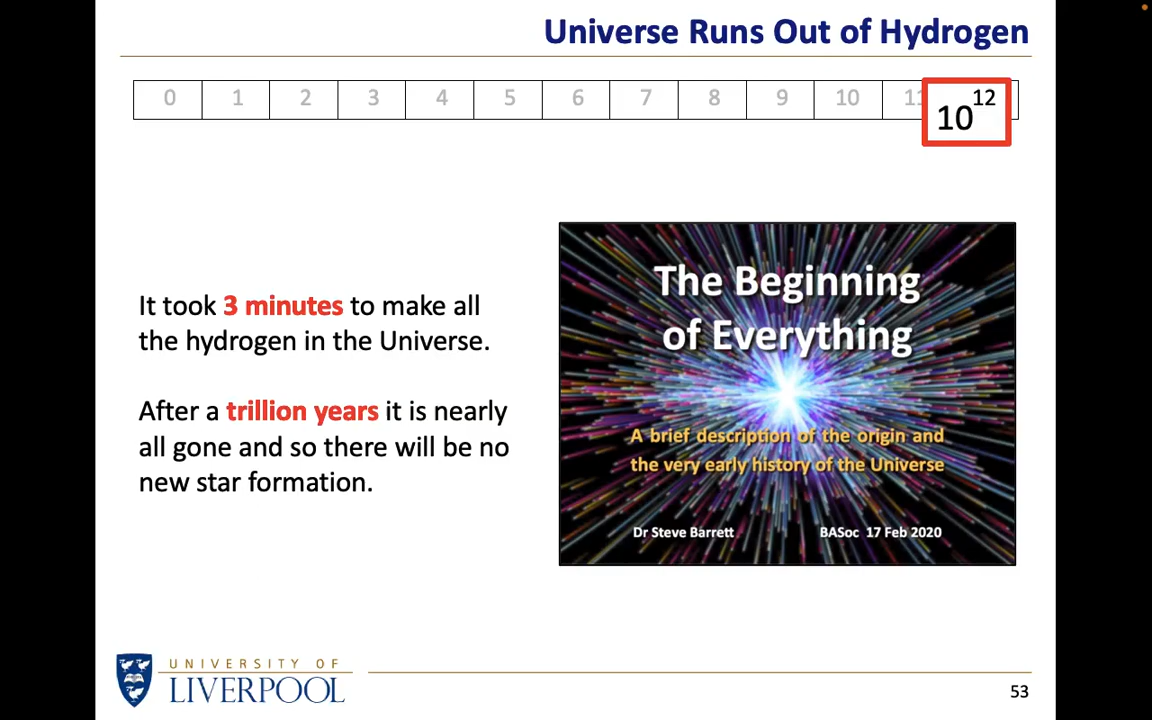 Universe Runs Out of Hydrogen
0 1 2 3 4 5 6 7 8 9 10 11 10¹²
It took 3 minutes to make all
the hydrogen in the Universe.
After a trillion years it is nearly
all gone and so there will be no
new star formation.
The Beginning
of Everything
A brief description of the origin and
the very early history of the Universe
Dr Steve Barrett BASoc 17 Feb 2020
UNIVERSITY OF
LIVERPOOL
53